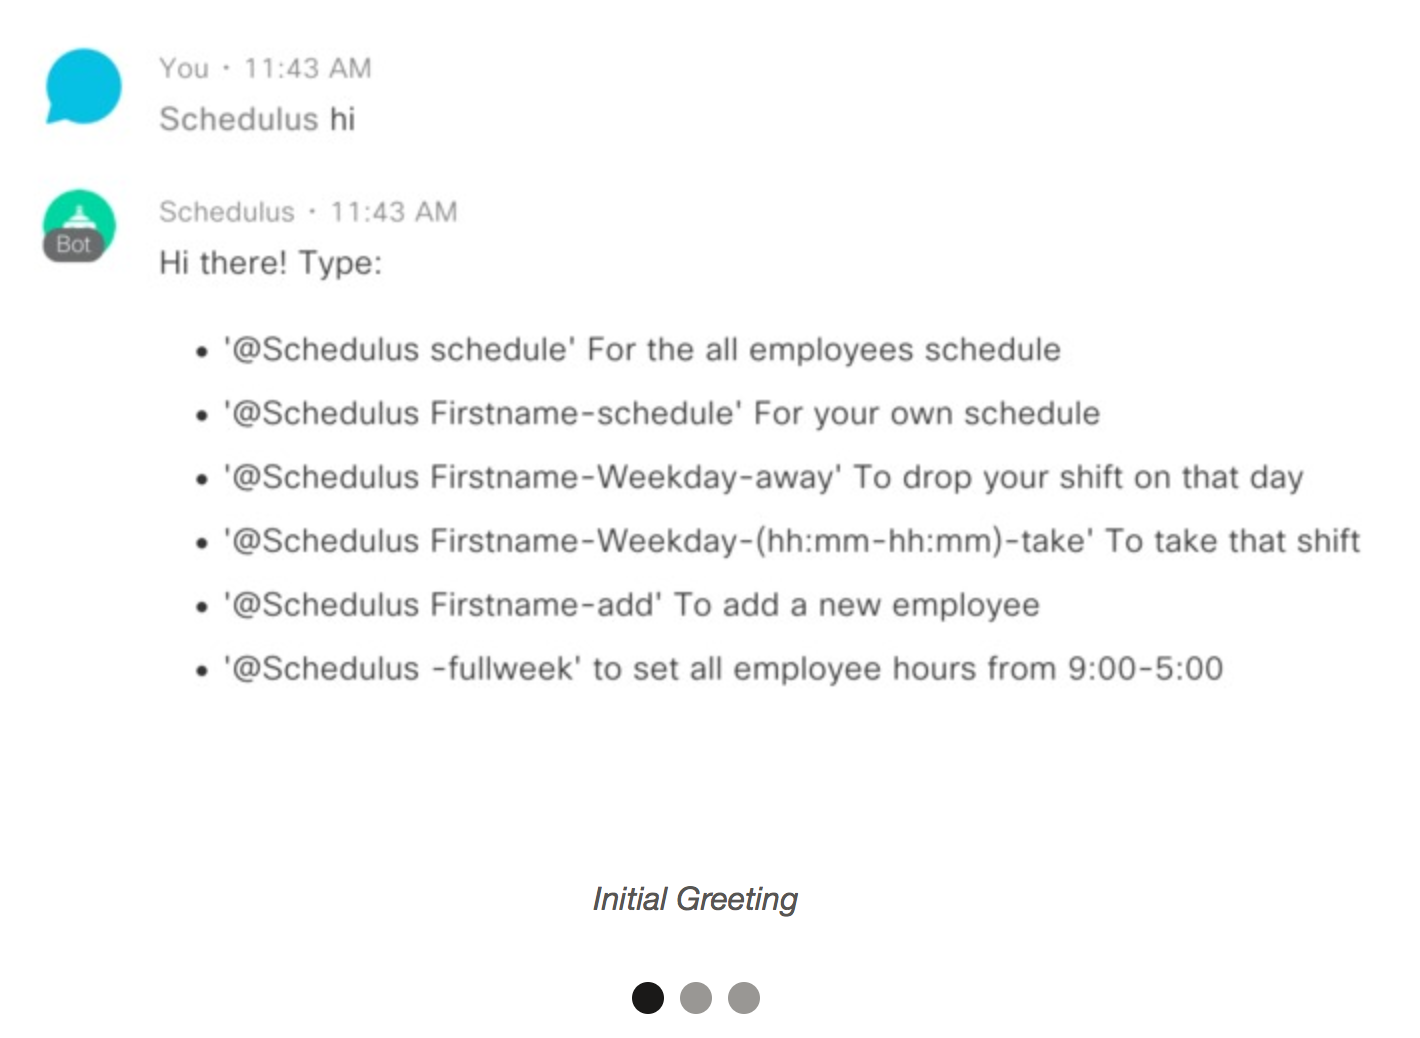 You · 11:43 AM
Schedulus hi
Schedulus · 11:43 AM
Bot
Hi there! Type:
• '@Schedulus schedule' For the all employees schedule
• '@Schedulus Firstname-schedule' For your own schedule
• '@Schedulus Firstname-Weekday-away' To drop your shift on that day
• '@Schedulus Firstname-Weekday-(hh:mm-hh:mm)-take' To take that shift
• '@Schedulus Firstname-add' To add a new employee
• '@Schedulus -fullweek' to set all employee hours from 9:00-5:00
Initial Greeting